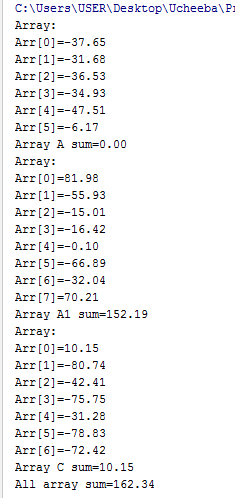 C:\Users\USER\Desktop\Ucheeba\P
Array:
Arr[0]=-37.65
Arr[1]=-31.68
Arr[2]=-36.53
Arr[3]=-34.93
Arr[4]=-47.51
Arr[5]=-6.17
Array A sum=0.00
Array:
Arr[0]=81.98
Arr[1]=-55.93
Arr[2]=-15.01
Arr[3]=-16.42
Arr[4]=-0.10
Arr[5]=-66.89
Arr[6]=-32.04
Arr[7]=70.21
Array A1 sum=152.19
Array:
Arr[0]=10.15
Arr[1]=-80.74
Arr[2]=-42.41
Arr[3]=-75.75
Arr[4]=-31.28
Arr[5]=-78.83
Arr[6]=-72.42
Array C sum=10.15
All array sum=162.34